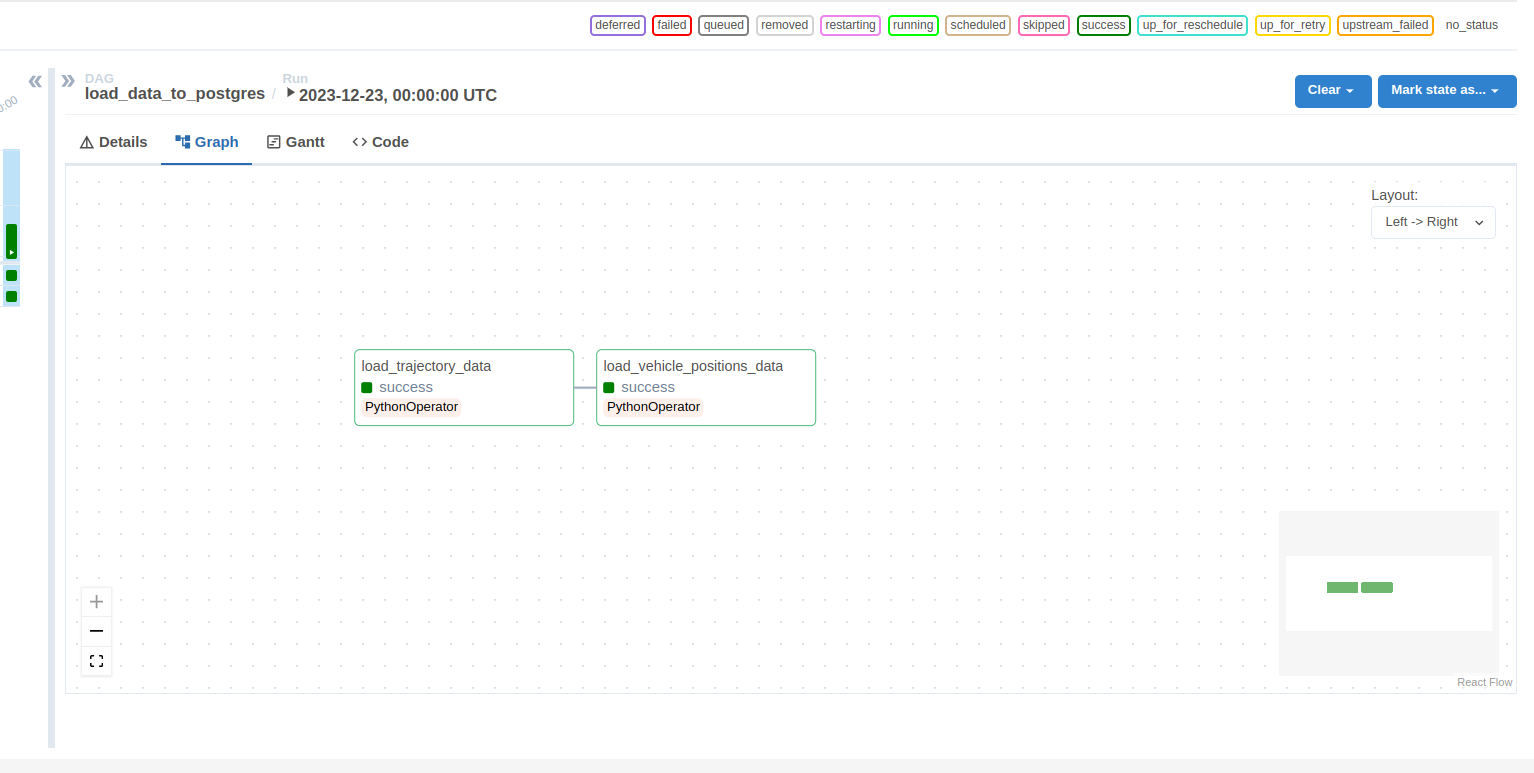 deferred failed queued removed restarting running scheduled skipped success up_for_reschedule up_for_retry upstream_failed no_status
DAG Run
load_data_to_postgres / 2023-12-23, 00:00:00 UTC
Clear Mark state as...
Details Graph Gantt Code
Layout:
Left -> Right
load_trajectory_data
success
PythonOperator
load_vehicle_positions_data
success
PythonOperator
React Flow